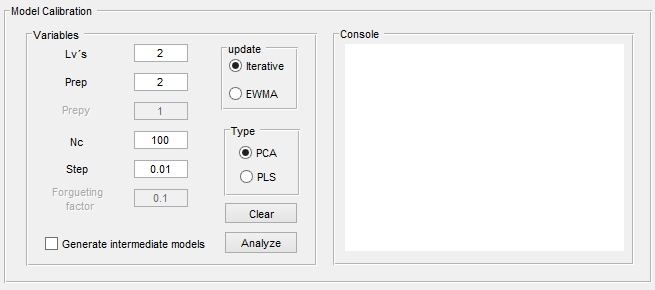 Model Calibration
Variables
Lv´s 2
Prep 2
Prepy 1
Nc 100
Step 0.01
Forgueting
factor 0.1
Generate intermediate models
update
Iterative
EWMA
Type
PCA
PLS
Clear
Analyze
Console